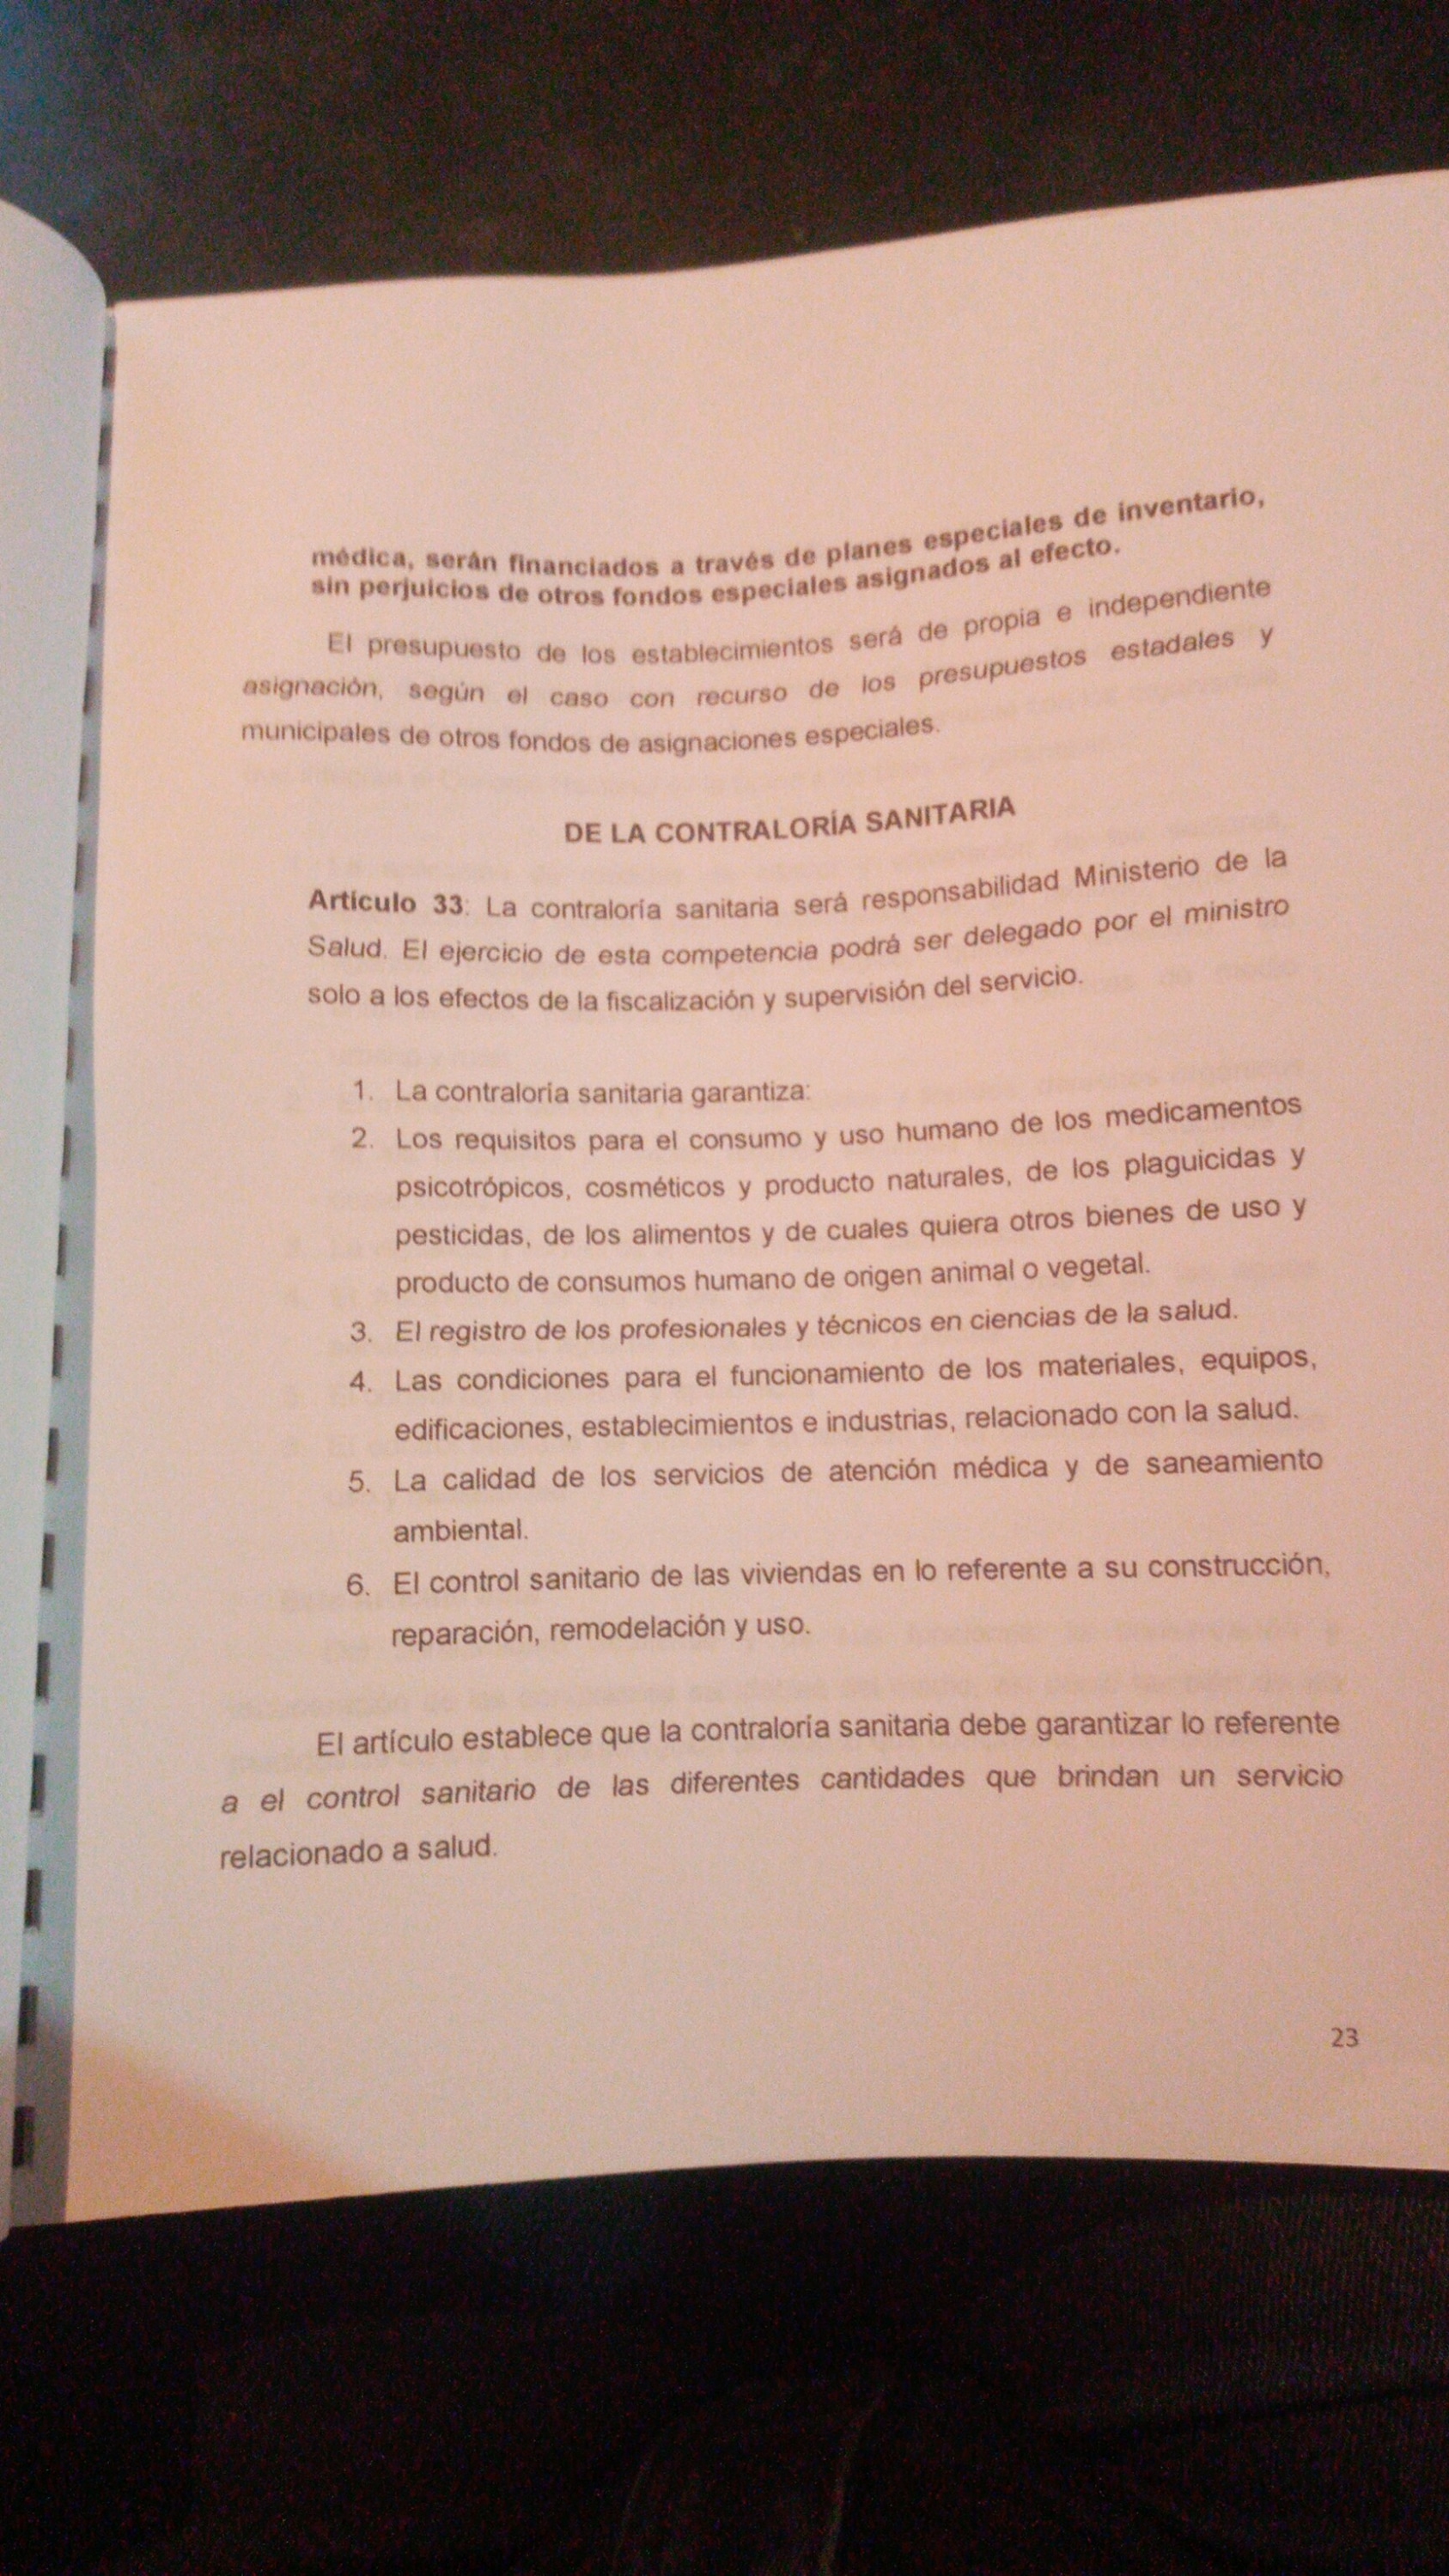 médica, serán financiados a través de planes especiales de inventario,
sin perjuicios de otros fondos especiales asignados al efecto.
El presupuesto de los establecimientos será de propia e independiente
asignación, según el caso con recurso de los presupuestos estadales y
municipales de otros fondos de asignaciones especiales.
DE LA CONTRALORÍA SANITARIA
Artículo 33: La contraloría sanitaria será responsabilidad Ministerio de la
Salud. El ejercicio de esta competencia podrá ser delegado por el ministro
solo a los efectos de la fiscalización y supervisión del servicio.
1. La contraloría sanitaria garantiza:
2. Los requisitos para el consumo y uso humano de los medicamentos
psicotrópicos, cosméticos y producto naturales, de los plaguicidas y
pesticidas, de los alimentos y de cuales quiera otros bienes de uso y
producto de consumos humano de origen animal o vegetal.
3. El registro de los profesionales y técnicos en ciencias de la salud.
4. Las condiciones para el funcionamiento de los materiales, equipos,
edificaciones, establecimientos e industrias, relacionado con la salud.
5. La calidad de los servicios de atención médica y de saneamiento
ambiental.
6. El control sanitario de las viviendas en lo referente a su construcción,
reparación, remodelación y uso.
El artículo establece que la contraloría sanitaria debe garantizar lo referente
a el control sanitario de las diferentes cantidades que brindan un servicio
relacionado a salud.
23